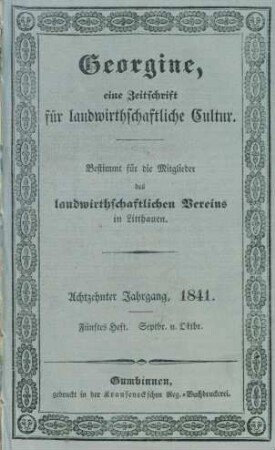 Georgine,
eine Zeitschrift
für landwirthschaftliche Cultur.
Bestimmt für die Mitglieder
des
landwirthschaftlichen Vereins
in Litthauen.
Achtzehnter Jahrgang, 1841.
Fünftes Heft. Septbr. u. Oktbr.
Gumbinnen,
gedruckt in der Krauseneckschen Reg.-Buchdruckerei.